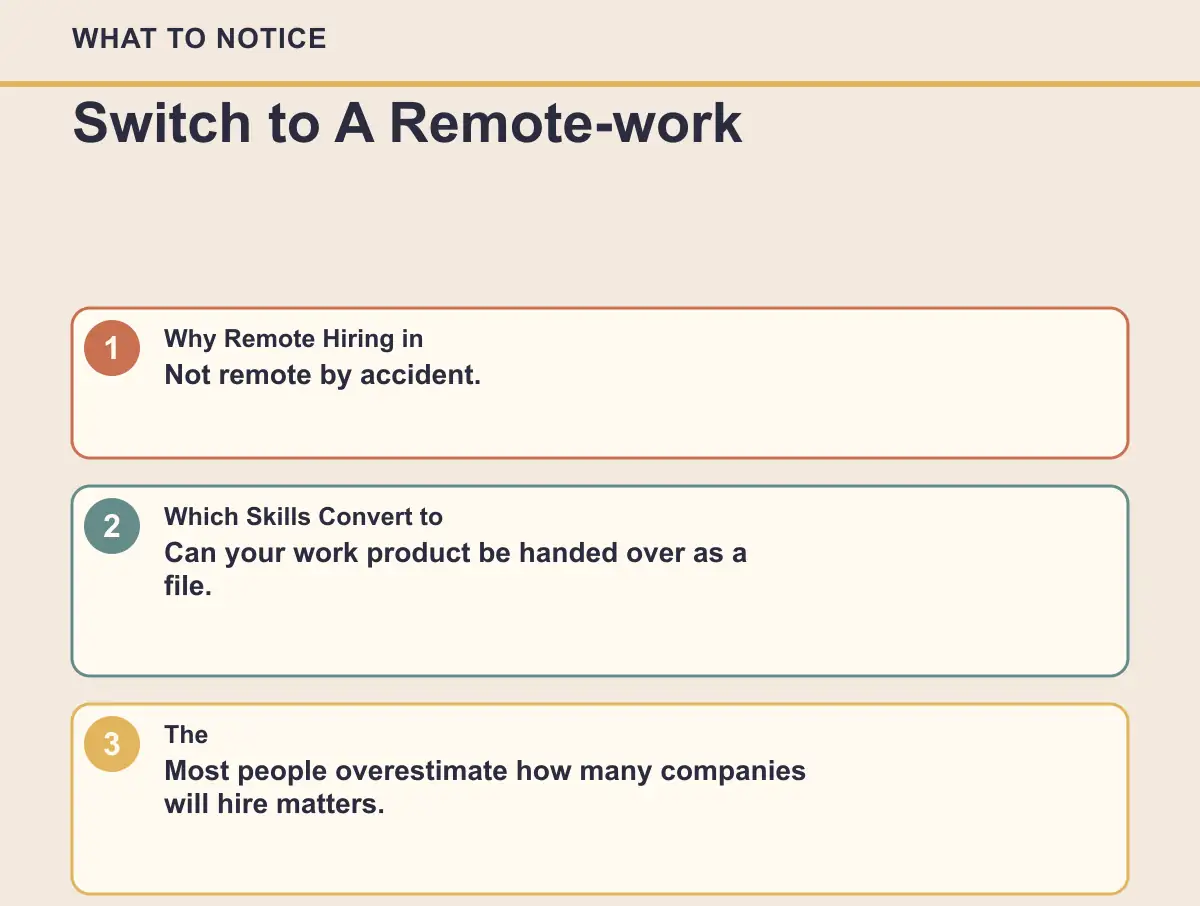 WHAT TO NOTICE
Switch to A Remote-work
1
Why Remote Hiring in
Not remote by accident.
2
Which Skills Convert to
Can your work product be handed over as a
file.
3
The
Most people overestimate how many companies
will hire matters.